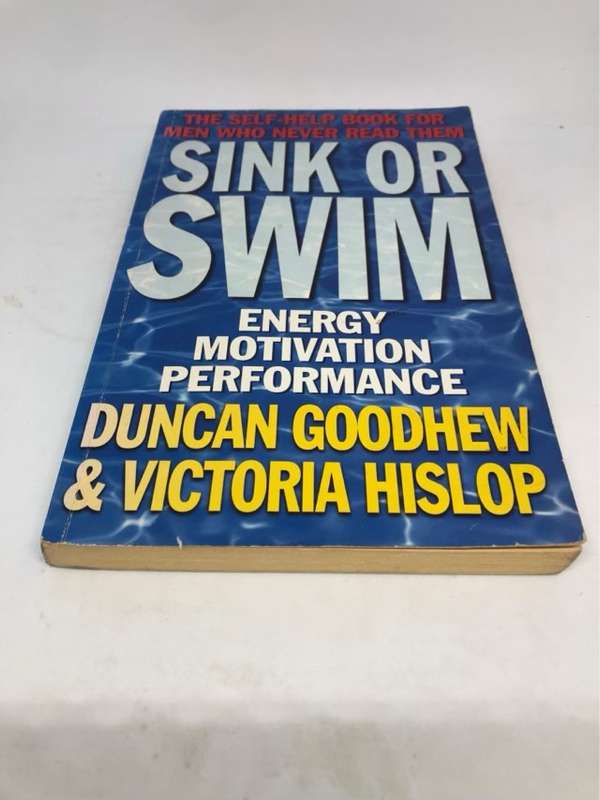 THE SELF-HELP BOOK FOR
MEN WHO NEVER READ THEM
SINK OR
SWIM
ENERGY
MOTIVATION
PERFORMANCE
DUNCAN GOODHEW
& VICTORIA HISLOP